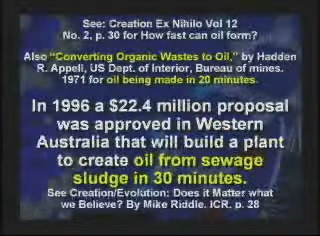 See: Creation Ex Nihilo Vol 12
No. 2, p. 30 for How fast can oil form?
Also "Converting Organic Wastes to Oil," by Hadden
R. Appell, US Dept. of Interior, Bureau of mines.
1971 for oil being made in 20 minutes.
In 1996 a $22.4 million proposal
was approved in Western
Australia that will build a plant
to create oil from sewage
sludge in 30 minutes.
See Creation/Evolution: Does it Matter what
we Believe? By Mike Riddle. ICR. p. 28